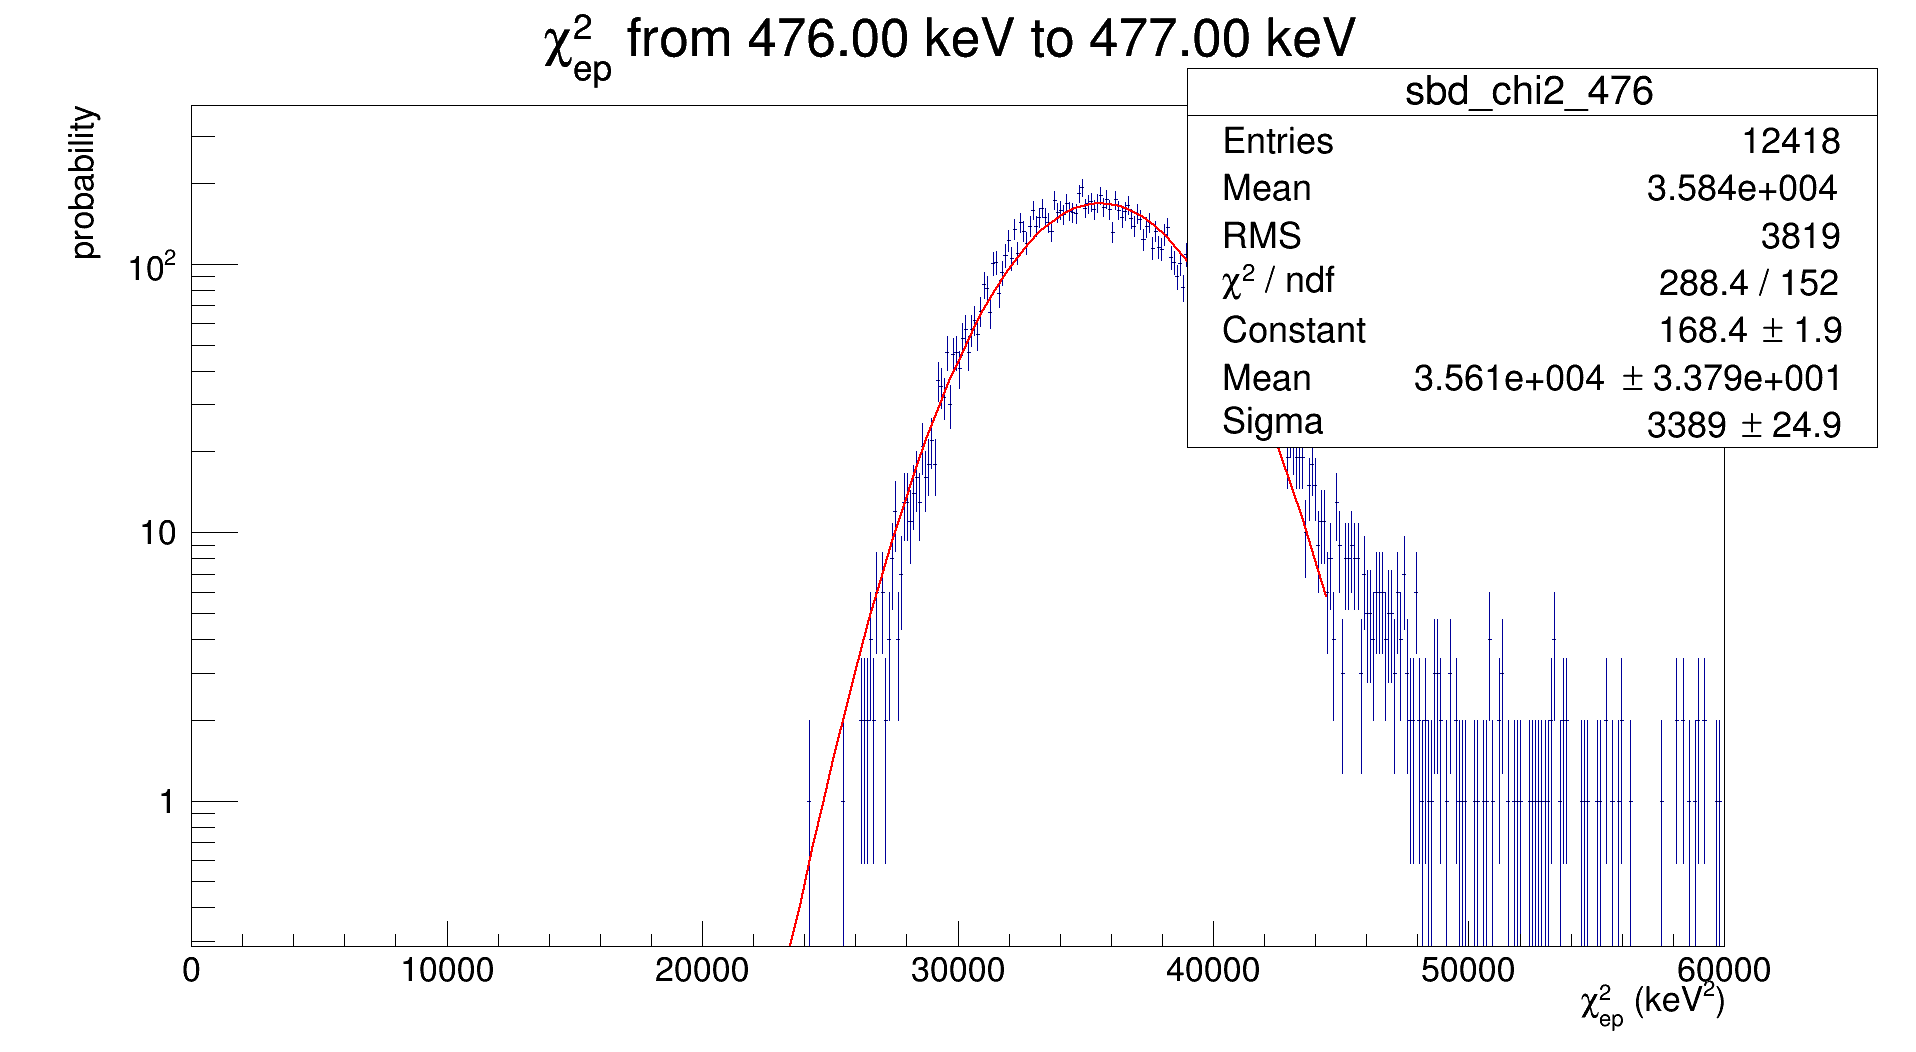 χ²ep from 476.00 keV to 477.00 keV
sbd_chi2_476
Entries 12418
Mean 3.584e+004
RMS 3819
χ² / ndf 288.4 / 152
Constant 168.4 ± 1.9
Mean 3.561e+004 ± 3.379e+001
Sigma 3389 ± 24.9
probability
10²
10
1
0 10000 20000 30000 40000 50000 60000
χ²ep (keV²)